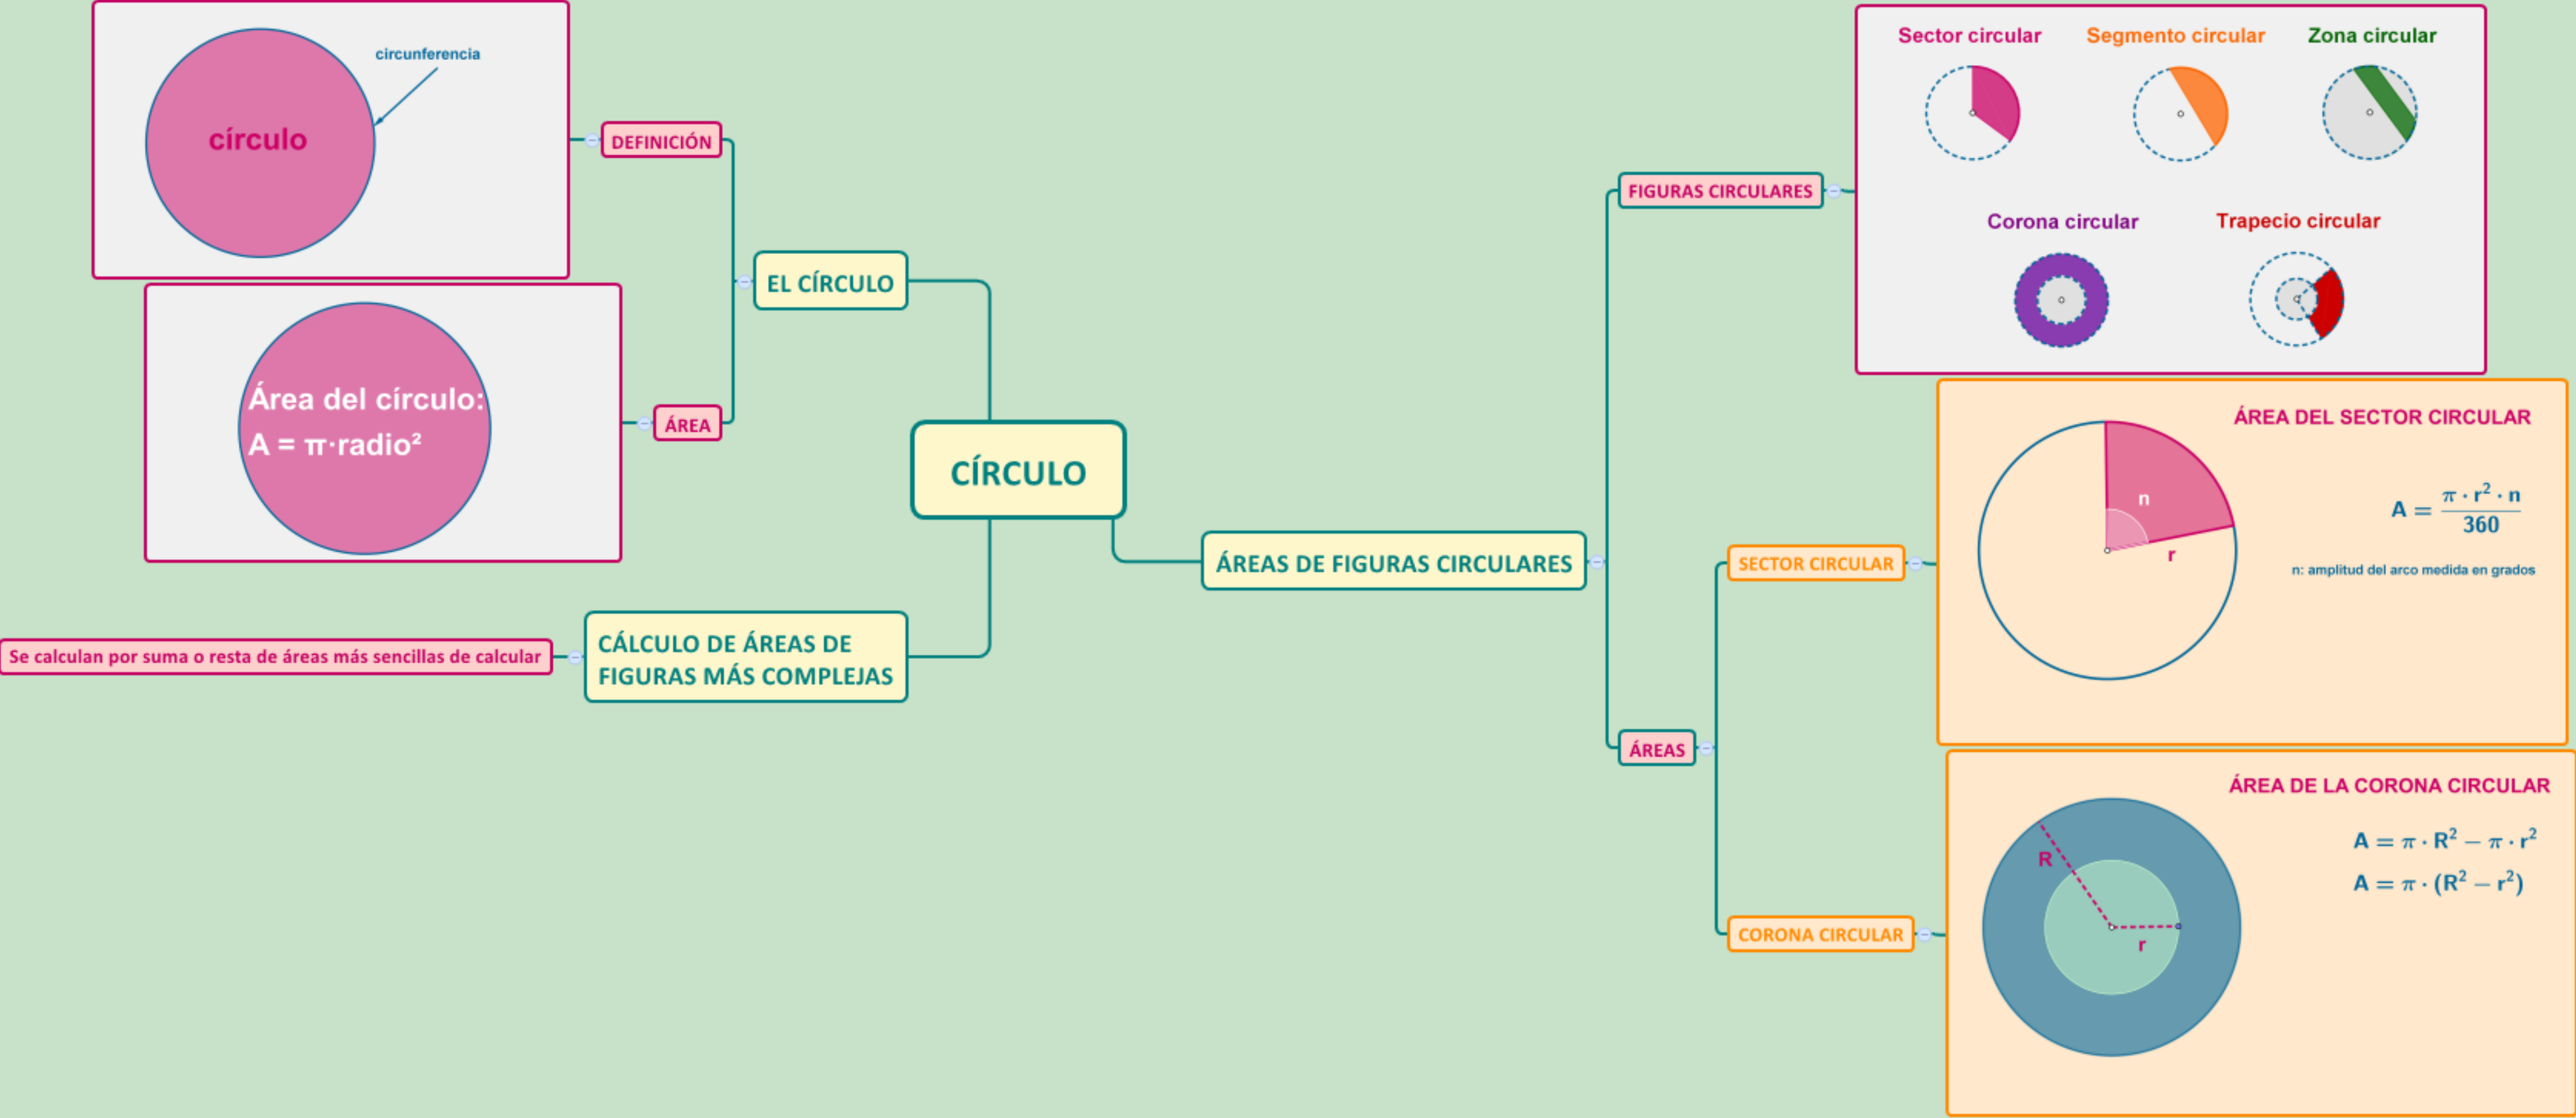 circunferencia
círculo
DEFINICIÓN
EL CÍRCULO
Área del círculo:
A = π·radio²
ÁREA
CÍRCULO
CÁLCULO DE ÁREAS DE
FIGURAS MÁS COMPLEJAS
Se calculan por suma o resta de áreas más sencillas de calcular
ÁREAS DE FIGURAS CIRCULARES
FIGURAS CIRCULARES
Sector circular
Segmento circular
Zona circular
Corona circular
Trapecio circular
ÁREAS
SECTOR CIRCULAR
ÁREA DEL SECTOR CIRCULAR
n
r
A = π · r² · n / 360
n: amplitud del arco medida en grados
CORONA CIRCULAR
ÁREA DE LA CORONA CIRCULAR
R
r
A = π · R² − π · r²
A = π · (R² − r²)